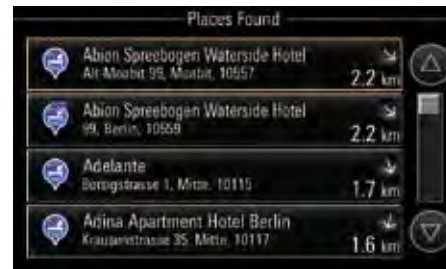 Places Found
Abion Spreebogen Waterside Hotel
Alt-Moabit 99, Moabit, 10557
2.2 km
Abion Spreebogen Waterside Hotel
99, Berlin, 10559
2.2 km
Adelante
1, Mitte, 10115
1.7 km
Adina Apartment Hotel Berlin
Krausenstrasse 35, Mitte, 10117
1.6 km